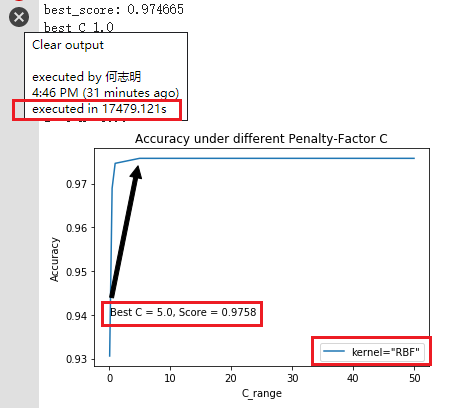 best_score: 0.974665
best C 1.0
Clear output
executed by 何志明
4:46 PM (31 minutes ago)
executed in 17479.121s
Accuracy under different Penalty-Factor C
Accuracy
0.97
0.96
0.95
0.94
0.93
Best C = 5.0, Score = 0.9758
kernel="RBF"
0
10
20
30
40
50
C_range